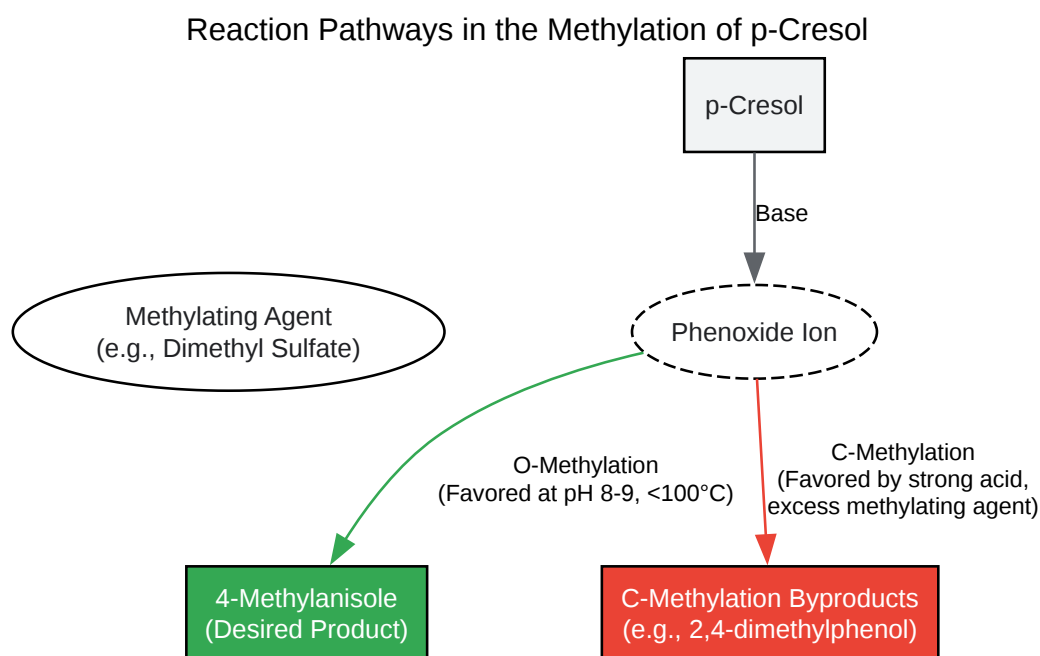 Reaction Pathways in the Methylation of p-Cresol
p-Cresol
Base
Methylating Agent
(e.g., Dimethyl Sulfate)
Phenoxide Ion
O-Methylation
(Favored at pH 8-9, <100°C)
C-Methylation
(Favored by strong acid,
excess methylating agent)
4-Methylanisole
(Desired Product)
C-Methylation Byproducts
(e.g., 2,4-dimethylphenol)